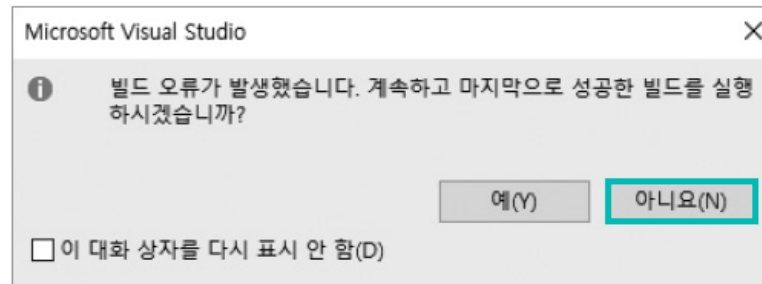 Microsoft Visual Studio
빌드 오류가 발생했습니다. 계속하고 마지막으로 성공한 빌드를 실행
하시겠습니까?
예(Y) 아니요(N)
이 대화 상자를 다시 표시 안 함(D)